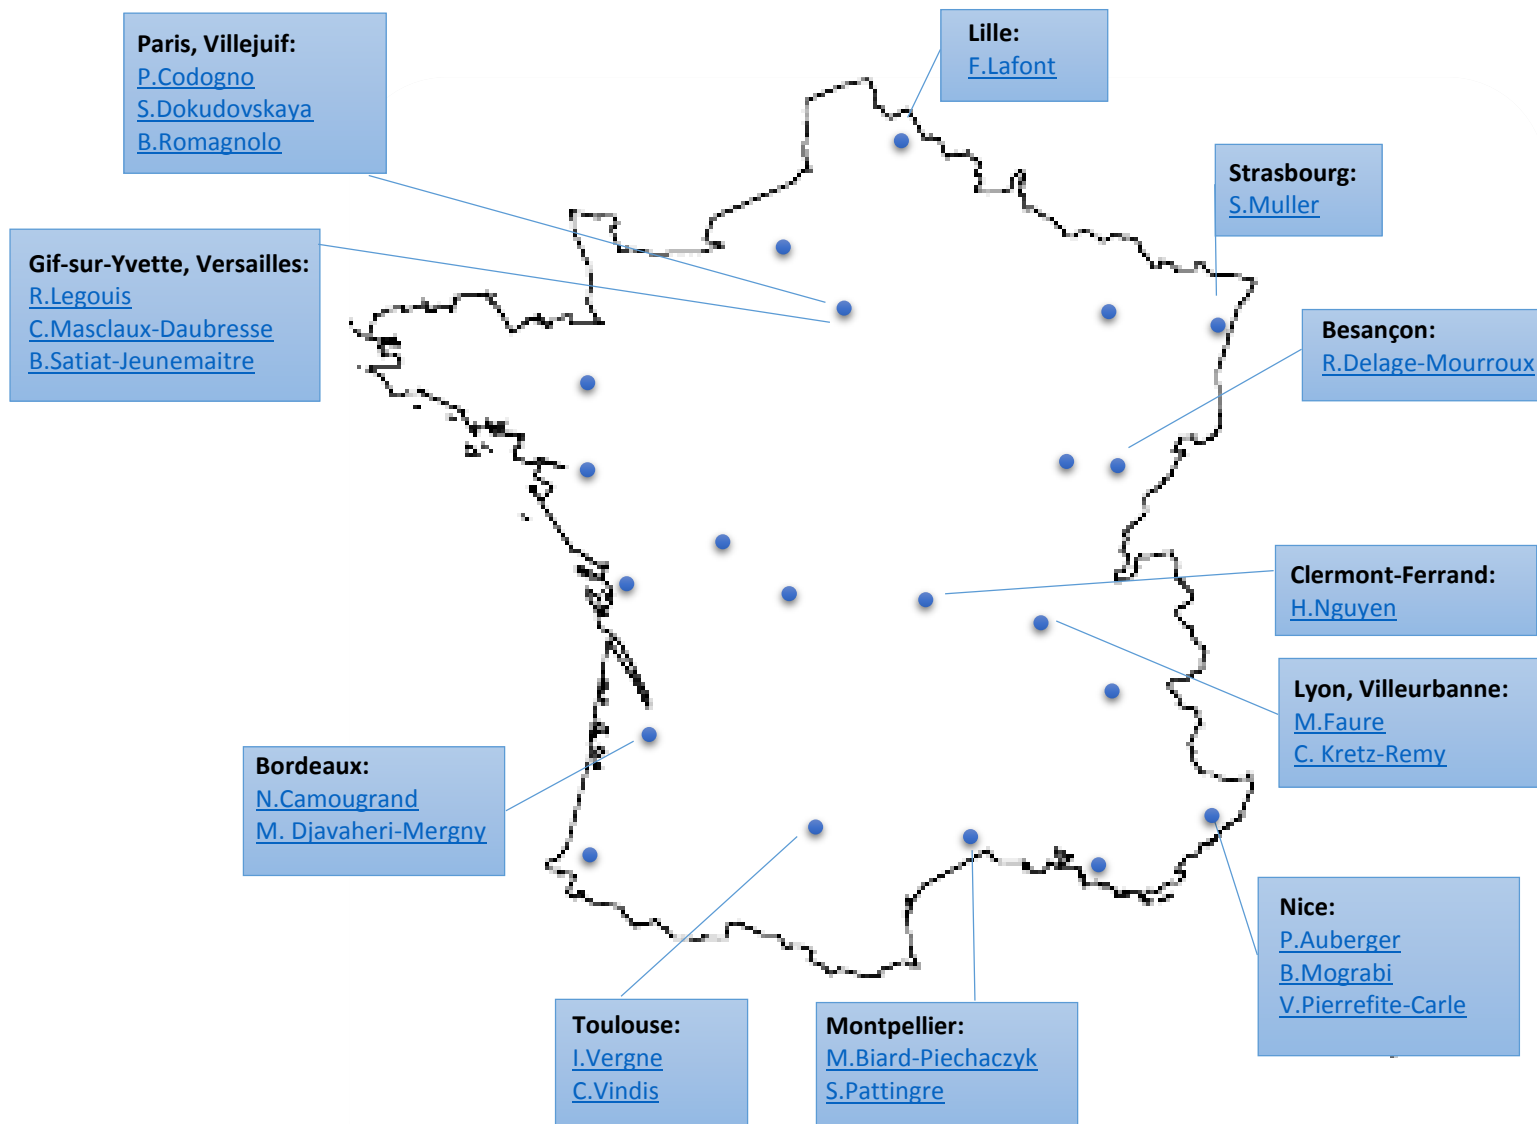 Paris, Villejuif:
P.Codogno
S.Dokudovskaya
B.Romagnolo
Lille:
F.Lafont
Strasbourg:
S.Muller
Gif-sur-Yvette, Versailles:
R.Legouis
C.Masclaux-Daubresse
B.Satiat-Jeunemaitre
Besançon:
R.Delage-Mourroux
Clermont-Ferrand:
H.Nguyen
Lyon, Villeurbanne:
M.Faure
C. Kretz-Remy
Bordeaux:
N.Camougrand
M. Djavaheri-Mergny
Nice:
P.Auberger
B.Mograbi
V.Pierrefite-Carle
Toulouse:
I.Vergne
C.Vindis
Montpellier:
M.Biard-Piechaczyk
S.Pattingre